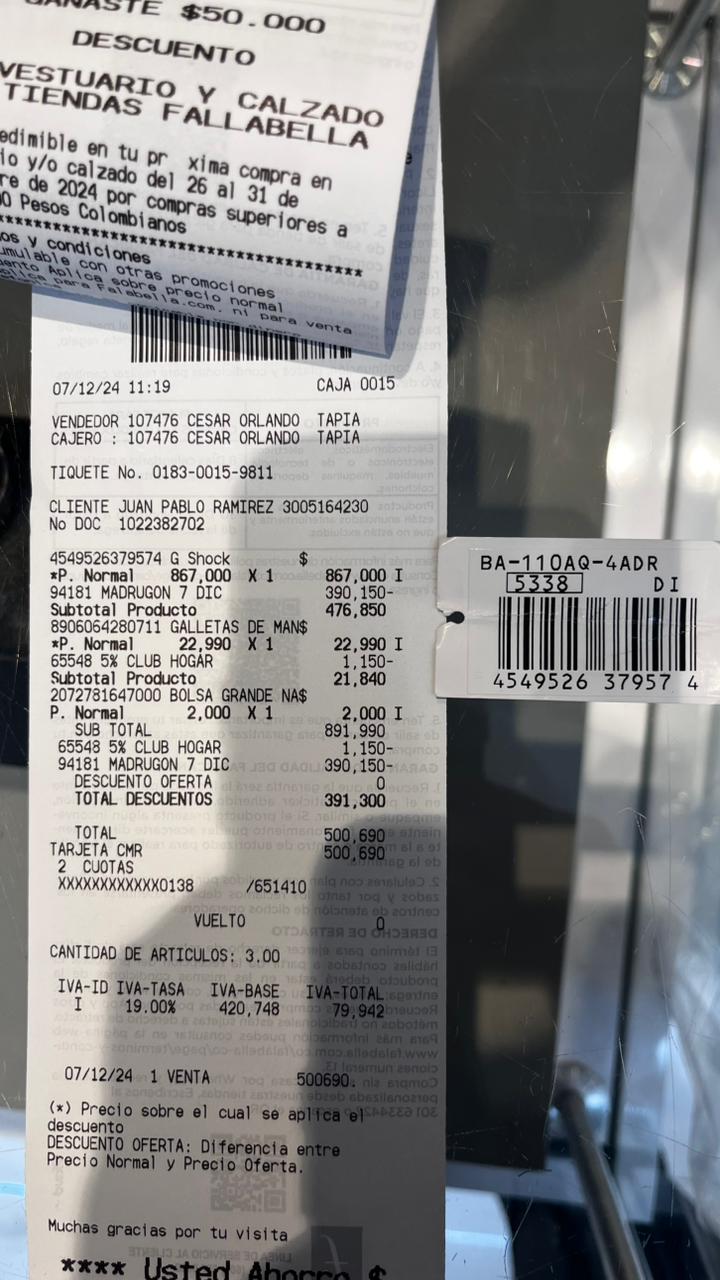 GANASTE $50.000
DESCUENTO
VESTUARIO Y CALZADO
TIENDAS FALLABELLA
edimible en tu pr xima compra en
io y/o calzado del 26 al 31 de
re de 2024 por compras superiores a
0 Pesos Colombianos
************************************
os y condiciones
umulable con otras promociones
ento Aplica sobre precio normal
aplica para Falabella.com, ni para venta
07/12/24 11:19 CAJA 0015
VENDEDOR 107476 CESAR ORLANDO TAPIA
CAJERO : 107476 CESAR ORLANDO TAPIA
TIQUETE No. 0183-0015-9811
CLIENTE JUAN PABLO RAMIREZ 3005164230
No DOC 1022382702
4549526379574 G Shock $
*P. Normal 867,000 X 1 867,000 I
94181 MADRUGON 7 DIC 390,150-
Subtotal Producto 476,850
8906064280711 GALLETAS DE MAN$
*P. Normal 22,990 X 1 22,990 I
65548 5% CLUB HOGAR 1,150-
Subtotal Producto 21,840
2072781647000 BOLSA GRANDE NA$
P. Normal 2,000 X 1 2,000 I
SUB TOTAL 891,990
65548 5% CLUB HOGAR 1,150-
94181 MADRUGON 7 DIC 390,150-
DESCUENTO OFERTA 0
TOTAL DESCUENTOS 391,300
TOTAL 500,690
TARJETA CMR 500,690
2 CUOTAS
XXXXXXXXXXXX0138 /651410
VUELTO 0
CANTIDAD DE ARTICULOS: 3.00
IVA-ID IVA-TASA IVA-BASE IVA-TOTAL
I 19.00% 420,748 79,942
07/12/24 1 VENTA 500690.
(*) Precio sobre el cual se aplica el
descuento
DESCUENTO OFERTA: Diferencia entre
Precio Normal y Precio Oferta.
Muchas gracias por tu visita
**** Usted Ahorro $
BA-110AQ-4ADR
5338 DI
4549526 37957 4